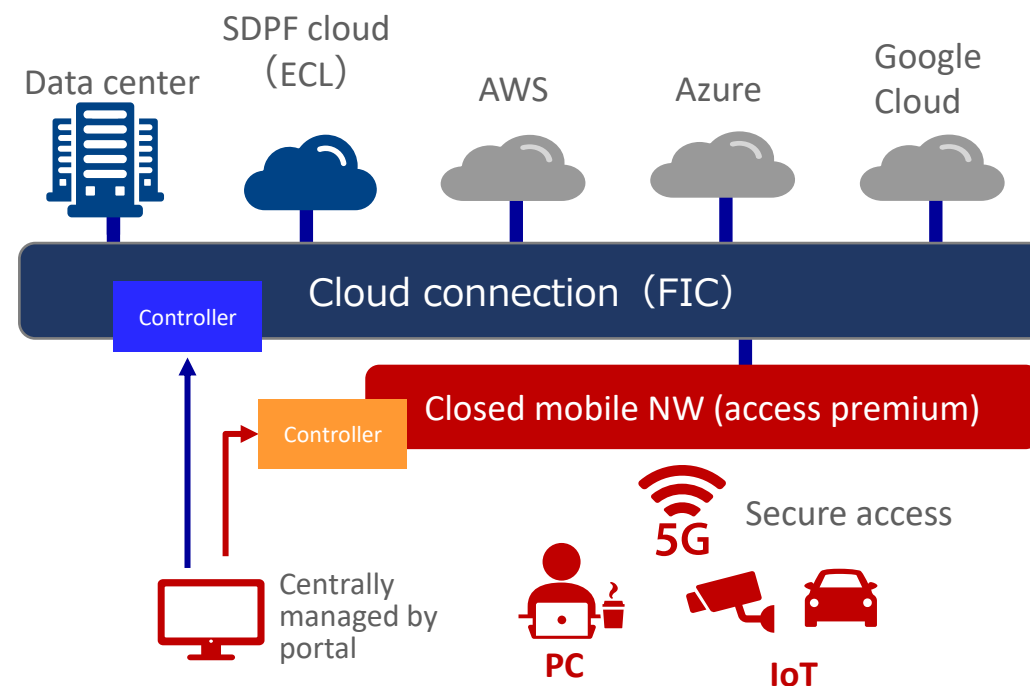 SDPF cloud
（ECL）
Data center
AWS
Azure
Google
Cloud
Cloud connection（FIC）
Controller
Closed mobile NW (access premium)
Controller
5G
Secure access
Centrally
managed by
portal
PC
IoT